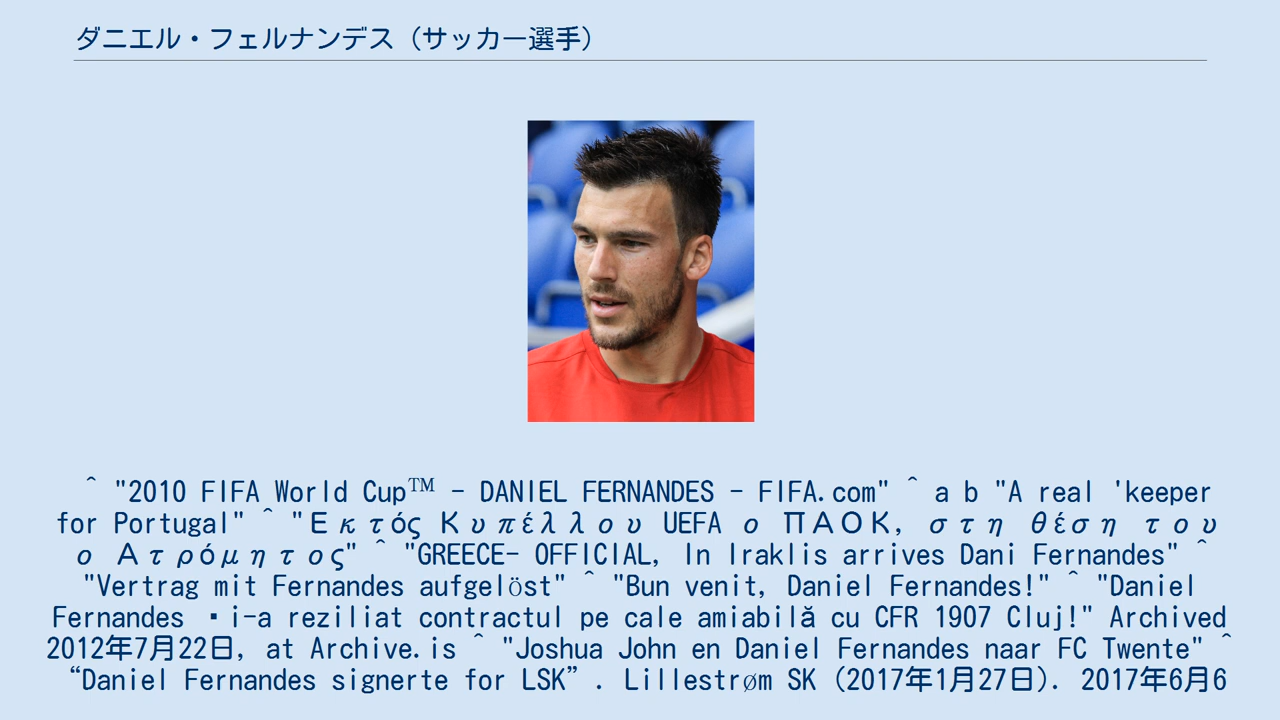 ダニエル・フェルナンデス（サッカー選手）
^ "2010 FIFA World Cup™ - DANIEL FERNANDES - FIFA.com" ^ a b "A real 'keeper
for Portugal" ^ "Εκτός Κυπέλλου UEFA ο ΠΑΟΚ, στη θέση του
ο Ατρόμητος" ^ "GREECE- OFFICIAL, In Iraklis arrives Dani Fernandes" ^
"Vertrag mit Fernandes aufgelöst" ^ "Bun venit, Daniel Fernandes!" ^ "Daniel
Fernandes ・i-a reziliat contractul pe cale amiabilă cu CFR 1907 Cluj!" Archived
2012年7月22日, at Archive.is ^ "Joshua John en Daniel Fernandes naar FC Twente" ^
“Daniel Fernandes signerte for LSK”. Lillestrøm SK (2017年1月27日). 2017年6月6